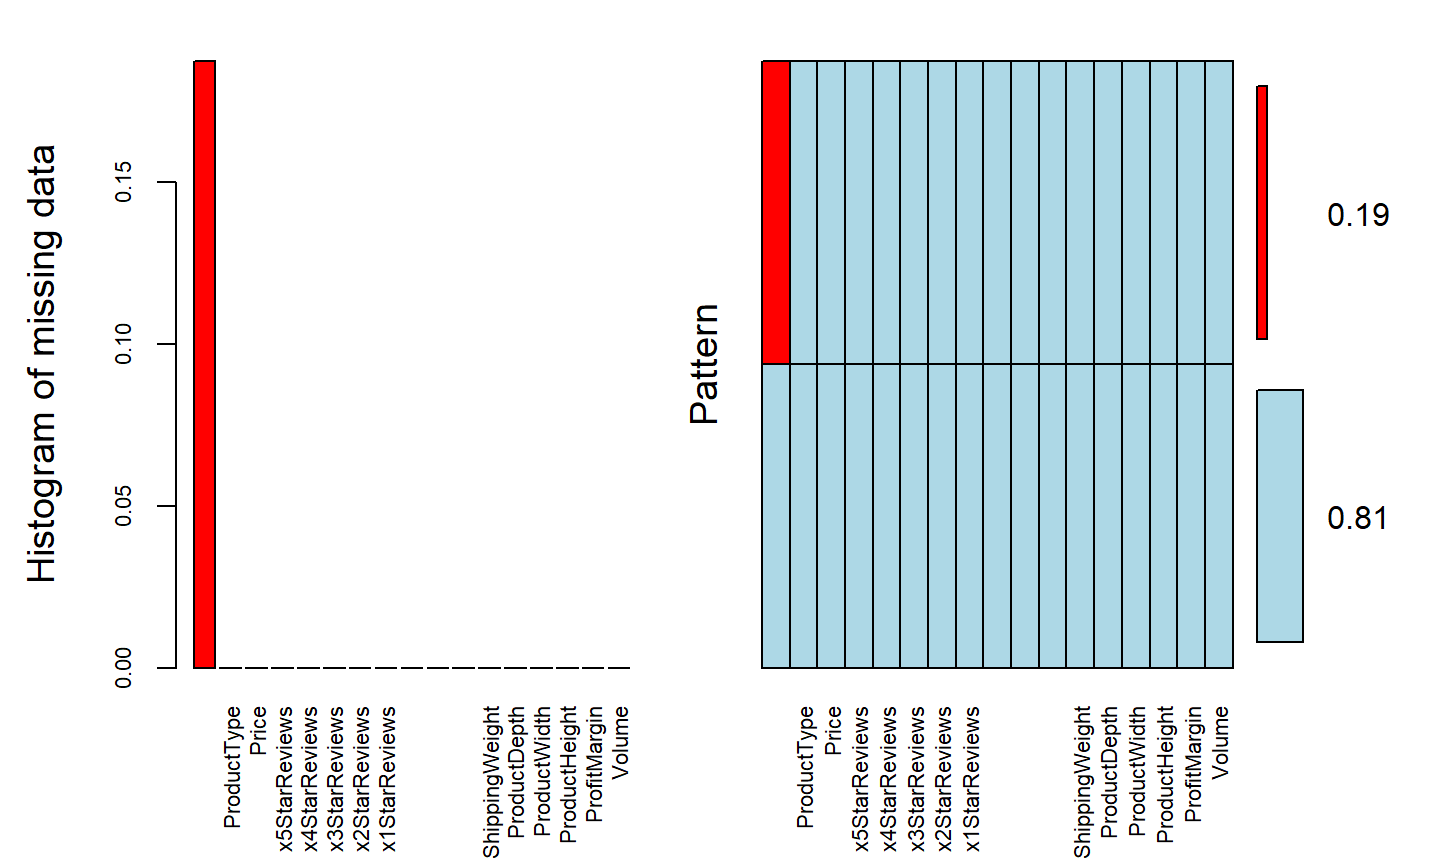 Histogram of missing data
0.15
0.10
0.05
0.00
ProductType
Price
x5StarReviews
x4StarReviews
x3StarReviews
x2StarReviews
x1StarReviews
ShippingWeight
ProductDepth
ProductWidth
ProductHeight
ProfitMargin
Volume
Pattern
ProductType
Price
x5StarReviews
x4StarReviews
x3StarReviews
x2StarReviews
x1StarReviews
ShippingWeight
ProductDepth
ProductWidth
ProductHeight
ProfitMargin
Volume
0.19
0.81